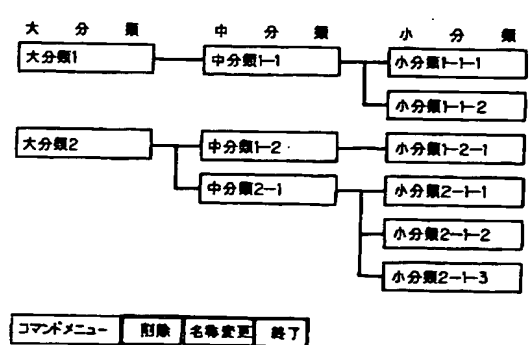 大分類 中分類 小分類
大分類1 中分類1-1 小分類1-1-1
小分類1-1-2
大分類2 中分類1-2 小分類1-2-1
中分類2-1 小分類2-1-1
小分類2-1-2
小分類2-1-3
コマンドメニュー 削除 名称変更 終了